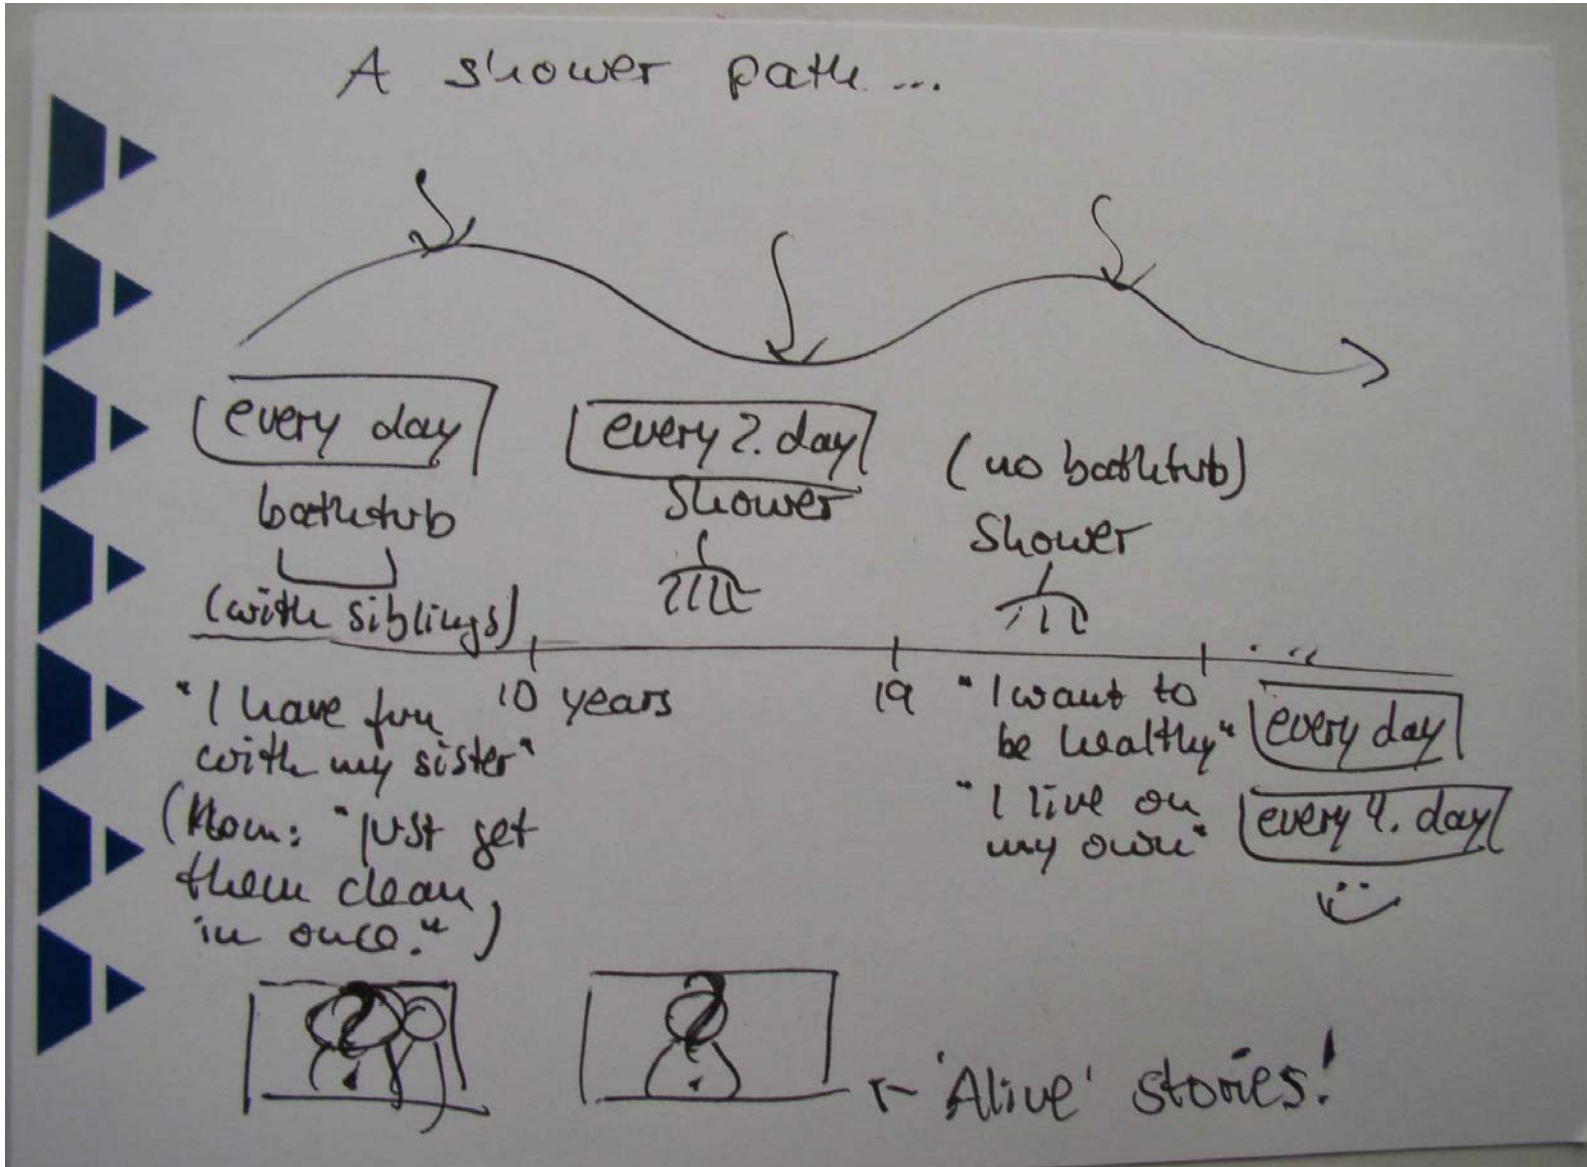 A shower path...
every day
bathtub
(with siblings)
every 2. day
Shower
(no bathtub)
Shower
10 years
19
"I have fun
with my sister"
(Mom: "just get
them clean
in once.")
"I want to
be healthy"
every day
"I live on
my own"
every 4. day
'Alive' stories!